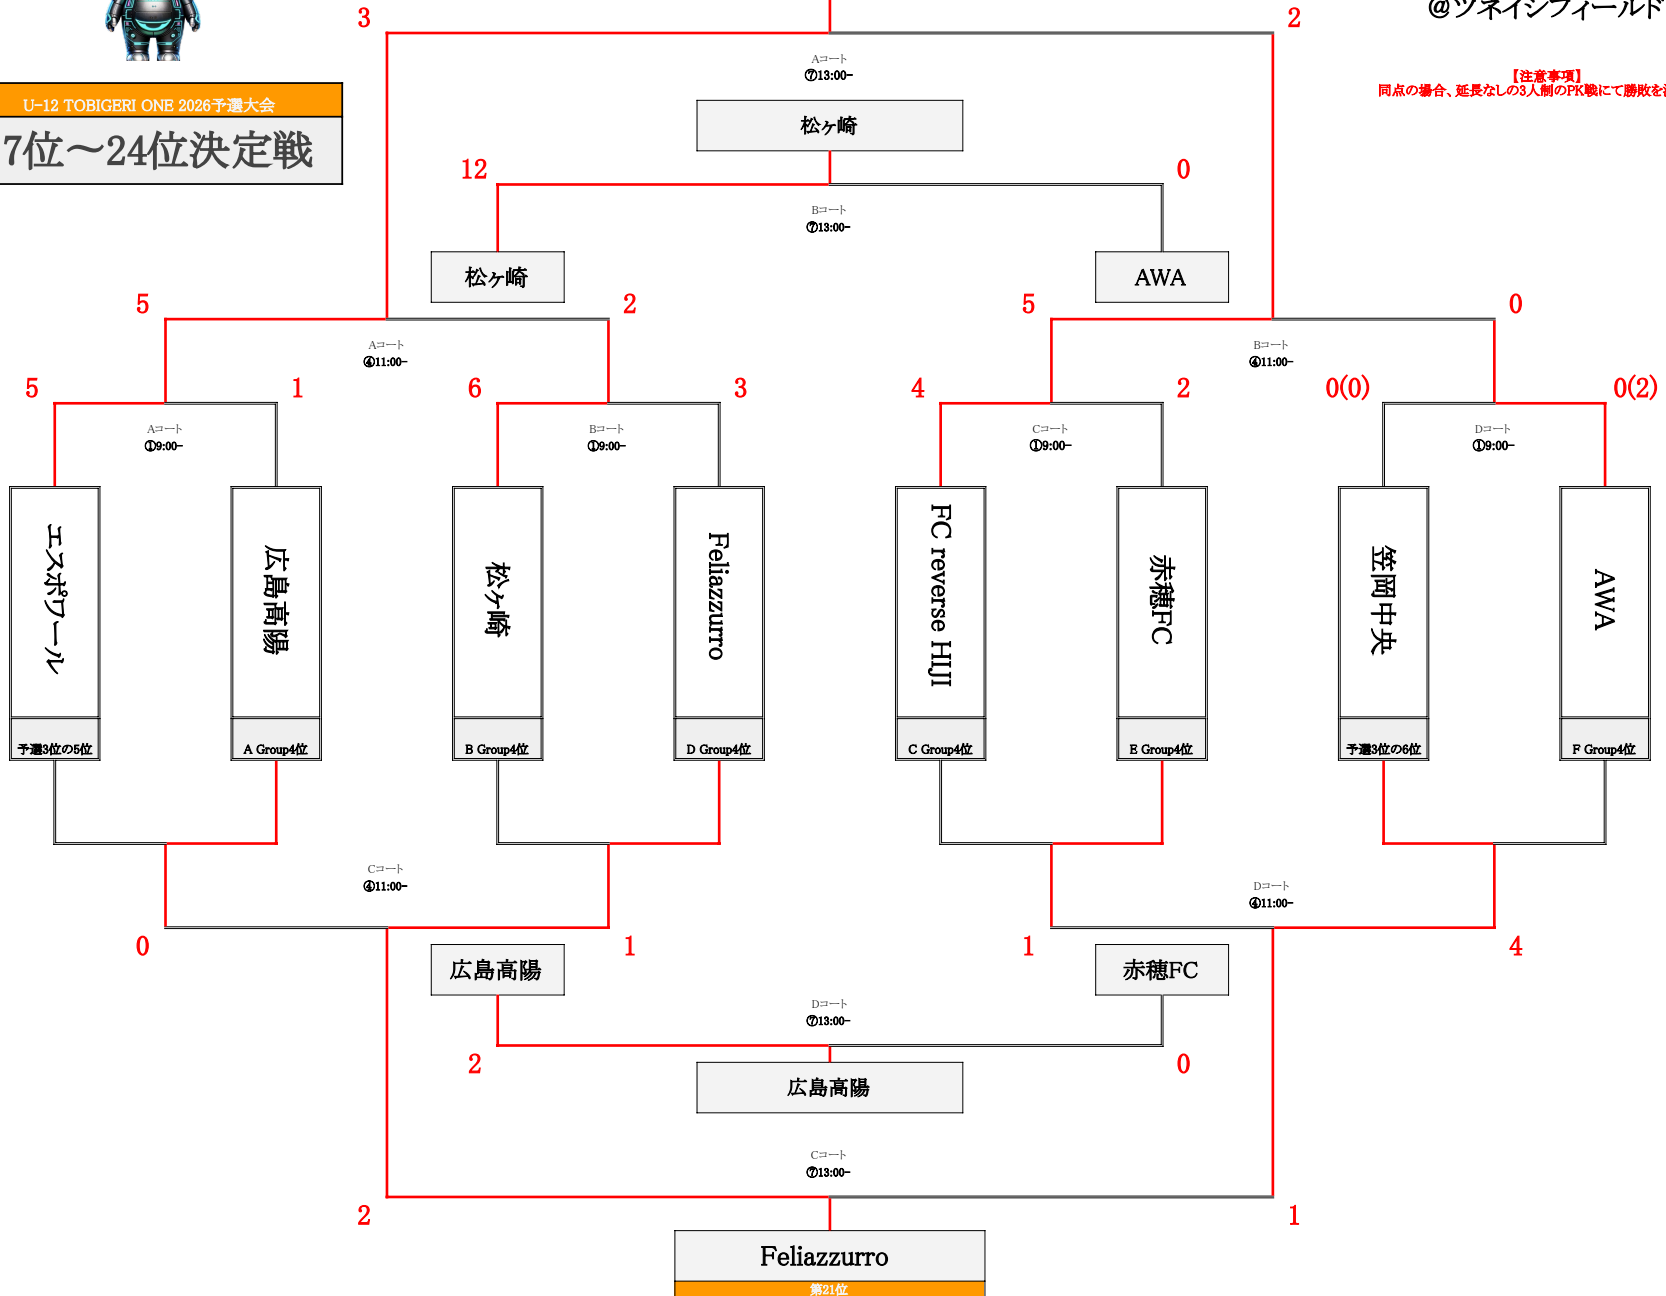 3
2
@ツネイシフィールド
Aコート
⑦13:00-
【注意事項】
同点の場合、延長なしの3人制のPK戦にて勝敗を
U-12 TOBIGERI ONE 2026予選大会
7位～24位決定戦
松ヶ崎
12
0
Bコート
⑦13:00-
松ヶ崎
AWA
5
2
5
0
Aコート
④11:00-
Bコート
④11:00-
5
1
6
3
4
2
0(0)
0(2)
Aコート
①9:00-
Bコート
①9:00-
Cコート
①9:00-
Dコート
①9:00-
エスポワール
広島高陽
松ヶ崎
Feliazzurro
FC reverse HIJI
赤穂FC
笠岡中央
AWA
予選3位の5位
A Group4位
B Group4位
D Group4位
C Group4位
E Group4位
予選3位の6位
F Group4位
Cコート
④11:00-
Dコート
④11:00-
0
1
1
4
広島高陽
赤穂FC
Dコート
⑦13:00-
2
0
広島高陽
Cコート
⑦13:00-
2
1
Feliazzurro
第21位